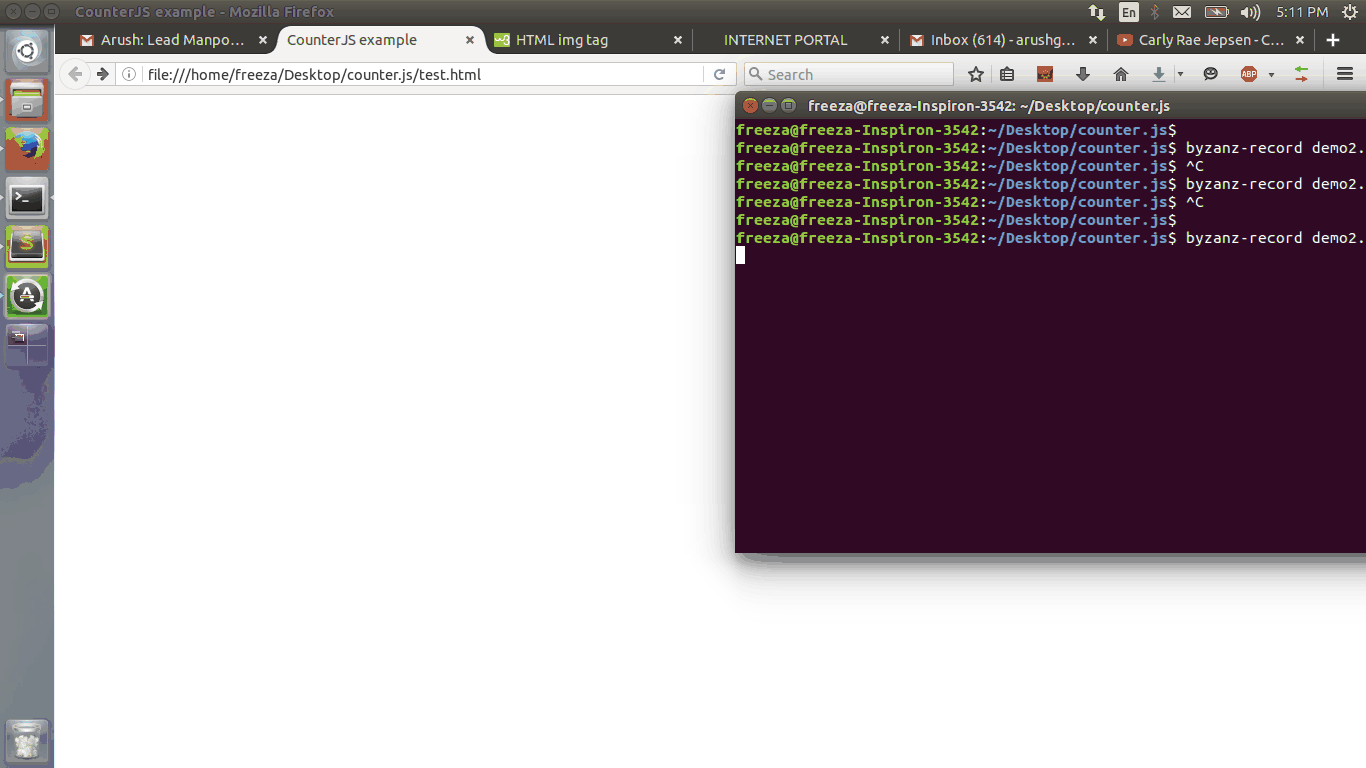 CounterJS example - Mozilla Firefox
En
5:11 PM
Arush: Lead Manpo...
CounterJS example
HTML img tag
INTERNET PORTAL
Inbox (614) - arushg...
Carly Rae Jepsen - C...
file:///home/freeza/Desktop/counter.js/test.html
Search
ABP
freeza@freeza-Inspiron-3542: ~/Desktop/counter.js
freeza@freeza-Inspiron-3542:~/Desktop/counter.js$
freeza@freeza-Inspiron-3542:~/Desktop/counter.js$ byzanz-record demo2.
freeza@freeza-Inspiron-3542:~/Desktop/counter.js$ ^C
freeza@freeza-Inspiron-3542:~/Desktop/counter.js$ byzanz-record demo2.
freeza@freeza-Inspiron-3542:~/Desktop/counter.js$ ^C
freeza@freeza-Inspiron-3542:~/Desktop/counter.js$
freeza@freeza-Inspiron-3542:~/Desktop/counter.js$ byzanz-record demo2.